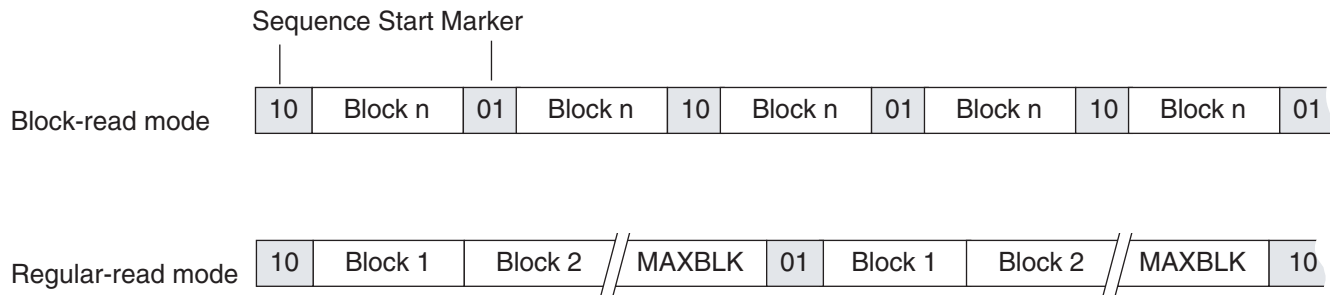 Sequence Start Marker
Block-read mode 10 Block n 01 Block n 10 Block n 01 Block n 10 Block n 01
Regular-read mode 10 Block 1 Block 2 MAXBLK 01 Block 1 Block 2 MAXBLK 10